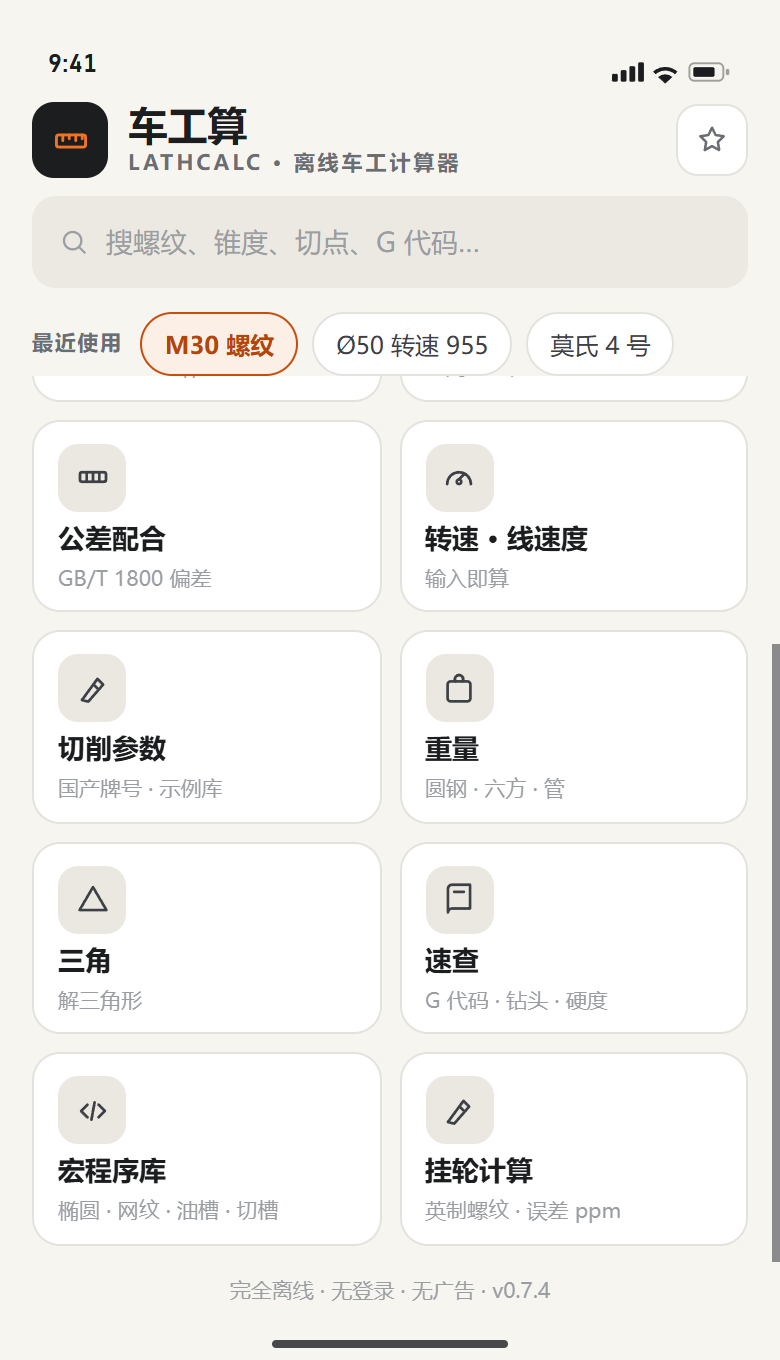 9:41
车工算
LATHCALC • 离线车工计算器
搜螺纹、锥度、切点、G 代码...
最近使用
M30 螺纹
Ø50 转速 955
莫氏 4 号
公差配合
GB/T 1800 偏差
转速 • 线速度
输入即算
切削参数
国产牌号 · 示例库
重量
圆钢 · 六方 · 管
三角
解三角形
速查
G 代码 · 钻头 · 硬度
宏程序库
椭圆 · 网纹 · 油槽 · 切槽
挂轮计算
英制螺纹 · 误差 ppm
完全离线 · 无登录 · 无广告 · v0.7.4